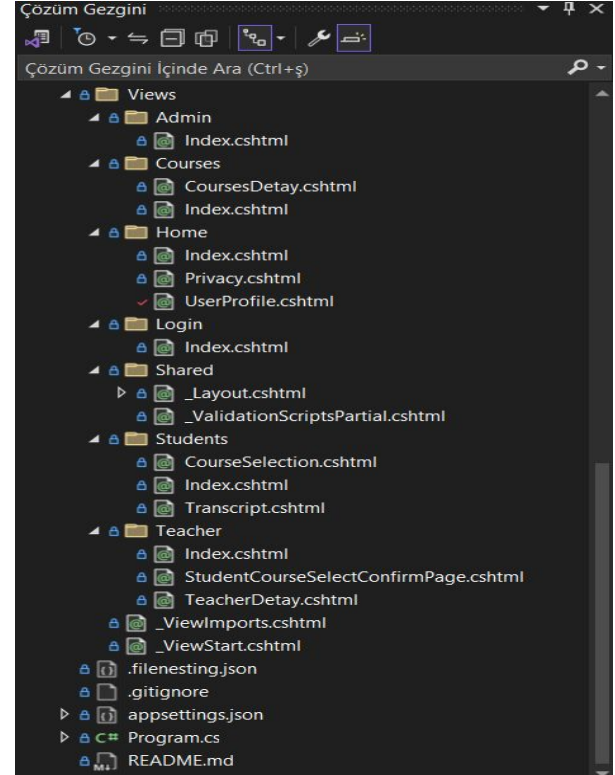 Çözüm Gezgini
Çözüm Gezgini İçinde Ara (Ctrl+ş)
Views
Admin
Index.cshtml
Courses
CoursesDetay.cshtml
Index.cshtml
Home
Index.cshtml
Privacy.cshtml
UserProfile.cshtml
Login
Index.cshtml
Shared
_Layout.cshtml
_ValidationScriptsPartial.cshtml
Students
CourseSelection.cshtml
Index.cshtml
Transcript.cshtml
Teacher
Index.cshtml
StudentCourseSelectConfirmPage.cshtml
TeacherDetay.cshtml
_ViewImports.cshtml
_ViewStart.cshtml
.filenesting.json
.gitignore
appsettings.json
C# Program.cs
README.md